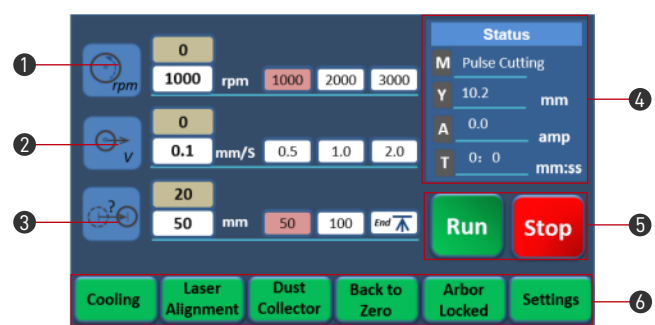 Status
0
M Pulse Cutting
1
rpm
1000 rpm 1000 2000 3000
Y 10.2 mm
4
0
A 0.0 amp
2
V
0.1 mm/S 0.5 1.0 2.0
T 0: 0 mm:ss
20
?
3
50 mm 50 100 End
Run Stop
5
Cooling
Laser
Alignment
Dust
Collector
Back to
Zero
Arbor
Locked
Settings
6